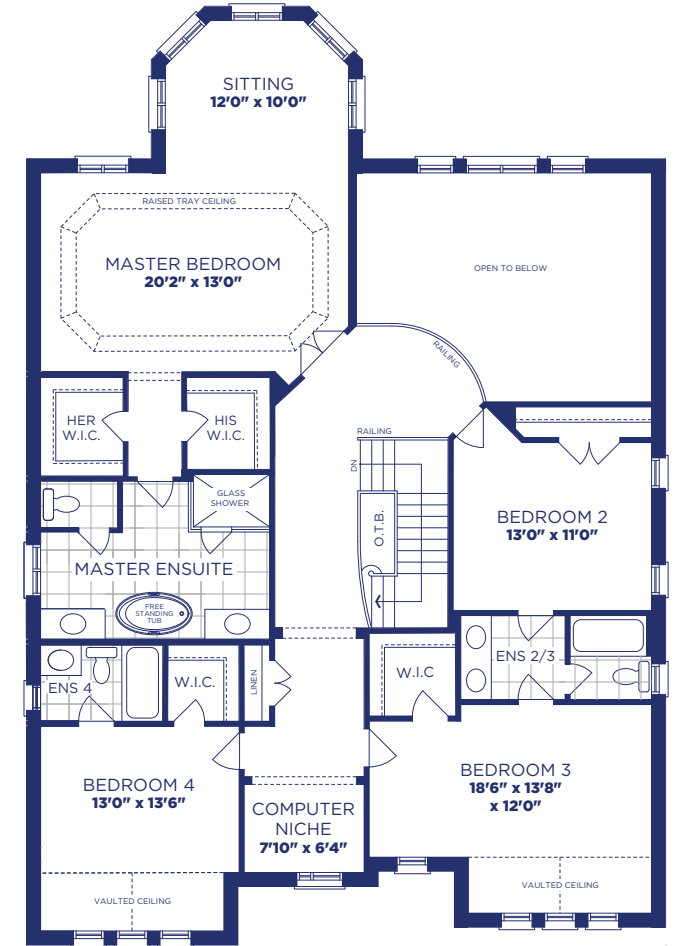 SITTING
12'0" x 10'0"
RAISED TRAY CEILING
MASTER BEDROOM
20'2" x 13'0"
OPEN TO BELOW
RAILING
HER
W.I.C.
HIS
W.I.C.
RAILING
DN
GLASS
SHOWER
O.T.B.
BEDROOM 2
13'0" x 11'0"
MASTER ENSUITE
FREE
STANDING
TUB
ENS 4
W.I.C.
LINEN
W.I.C
ENS 2/3
BEDROOM 4
13'0" x 13'6"
COMPUTER
NICHE
7'10" x 6'4"
BEDROOM 3
18'6" x 13'8"
x 12'0"
VAULTED CEILING
VAULTED CEILING